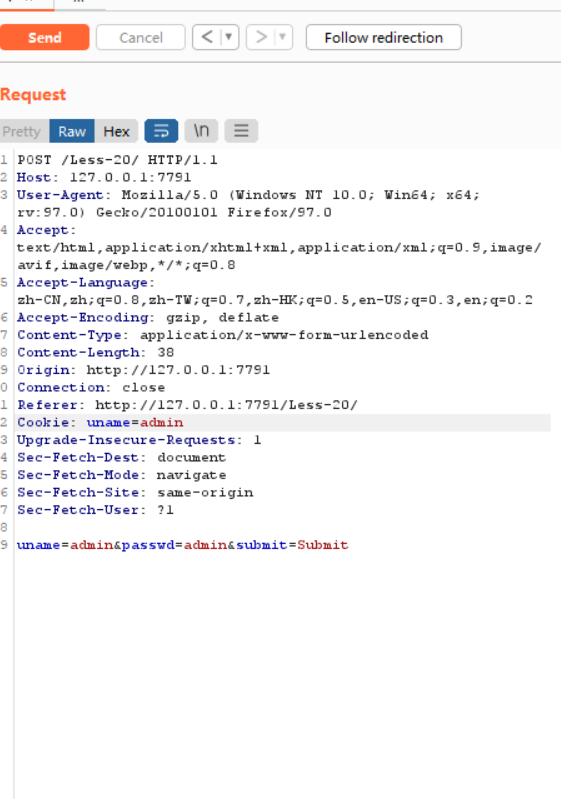 Send Cancel < ▼ > ▼ Follow redirection
Request
Pretty Raw Hex \n
1 POST /Less-20/ HTTP/1.1
2 Host: 127.0.0.1:7791
3 User-Agent: Mozilla/5.0 (Windows NT 10.0; Win64; x64;
rv:97.0) Gecko/20100101 Firefox/97.0
4 Accept:
text/html,application/xhtml+xml,application/xml;q=0.9,image/
avif,image/webp,*/*;q=0.8
5 Accept-Language:
zh-CN,zh;q=0.8,zh-TW;q=0.7,zh-HK;q=0.5,en-US;q=0.3,en;q=0.2
6 Accept-Encoding: gzip, deflate
7 Content-Type: application/x-www-form-urlencoded
8 Content-Length: 38
9 Origin: http://127.0.0.1:7791
0 Connection: close
1 Referer: http://127.0.0.1:7791/Less-20/
2 Cookie: uname=admin
3 Upgrade-Insecure-Requests: 1
4 Sec-Fetch-Dest: document
5 Sec-Fetch-Mode: navigate
6 Sec-Fetch-Site: same-origin
7 Sec-Fetch-User: ?1
8
9 uname=admin&passwd=admin&submit=Submit